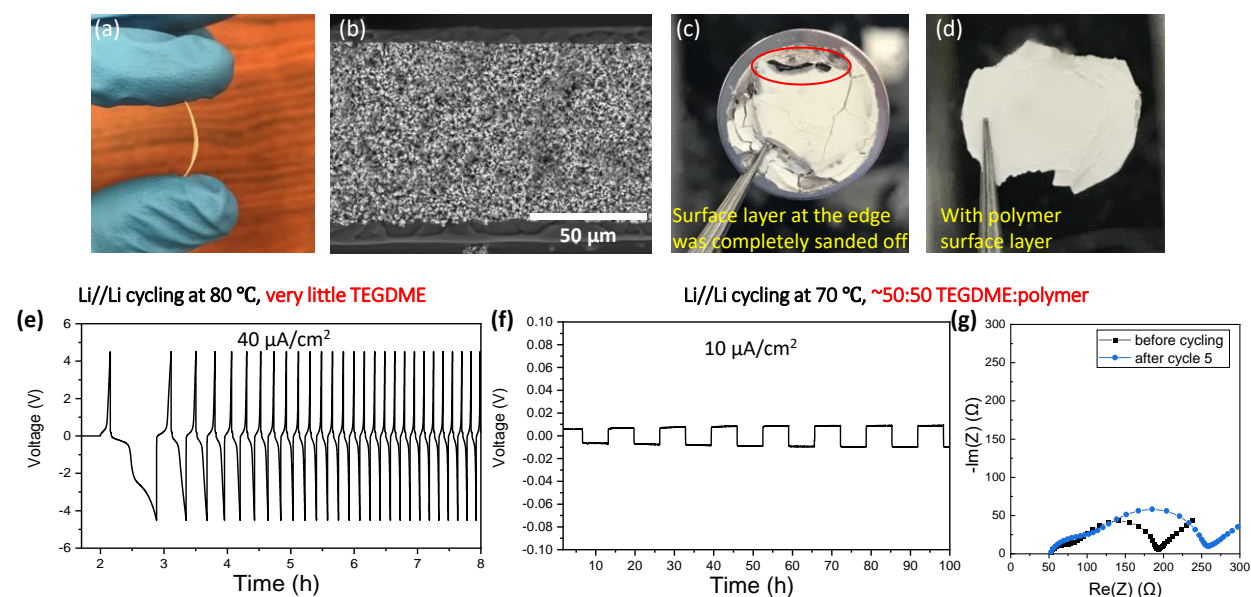 (a)
(b)
50 µm
(c)
Surface layer at the edge
was completely sanded off
(d)
With polymer
surface layer
Li//Li cycling at 80 ℃, very little TEGDME
Li//Li cycling at 70 ℃, ~50:50 TEGDME:polymer
(e)
40 µA/cm²
6
4
2
0
-2
-4
-6
Voltage (V)
2
3
4
5
6
7
8
Time (h)
(f)
10 µA/cm²
0.10
0.08
0.06
0.04
0.02
0.00
-0.02
-0.04
-0.06
-0.08
-0.10
Voltage (V)
10
20
30
40
50
60
70
80
90
100
Time (h)
(g)
before cycling
after cycle 5
300
250
200
150
100
50
0
-Im(Z) (Ω)
0
50
100
150
200
250
300
Re(Z) (Ω)